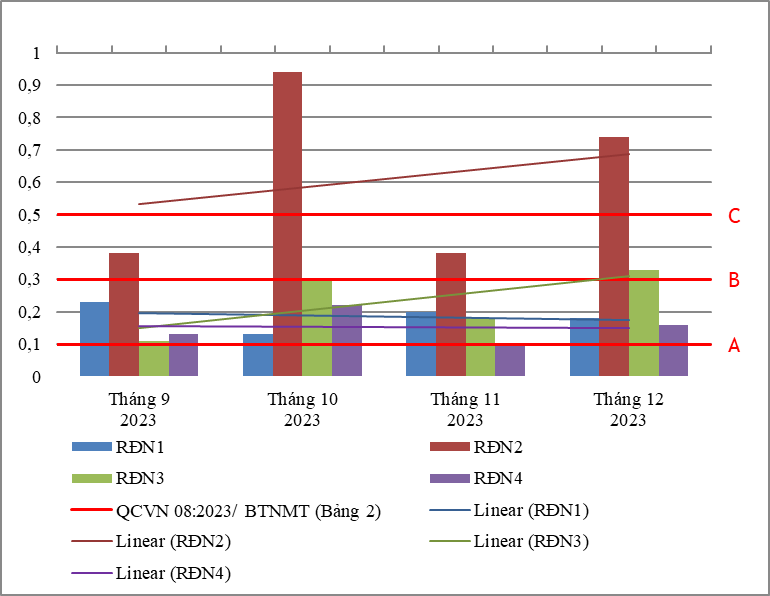 1
0,9
0,8
0,7
0,6
0,5
C
0,4
0,3
B
0,2
0,1
A
0
Tháng 9
2023
Tháng 10
2023
Tháng 11
2023
Tháng 12
2023
RĐN1
RĐN2
RĐN3
RĐN4
QCVN 08:2023/ BTNMT (Bảng 2)
Linear (RĐN1)
Linear (RĐN2)
Linear (RĐN3)
Linear (RĐN4)